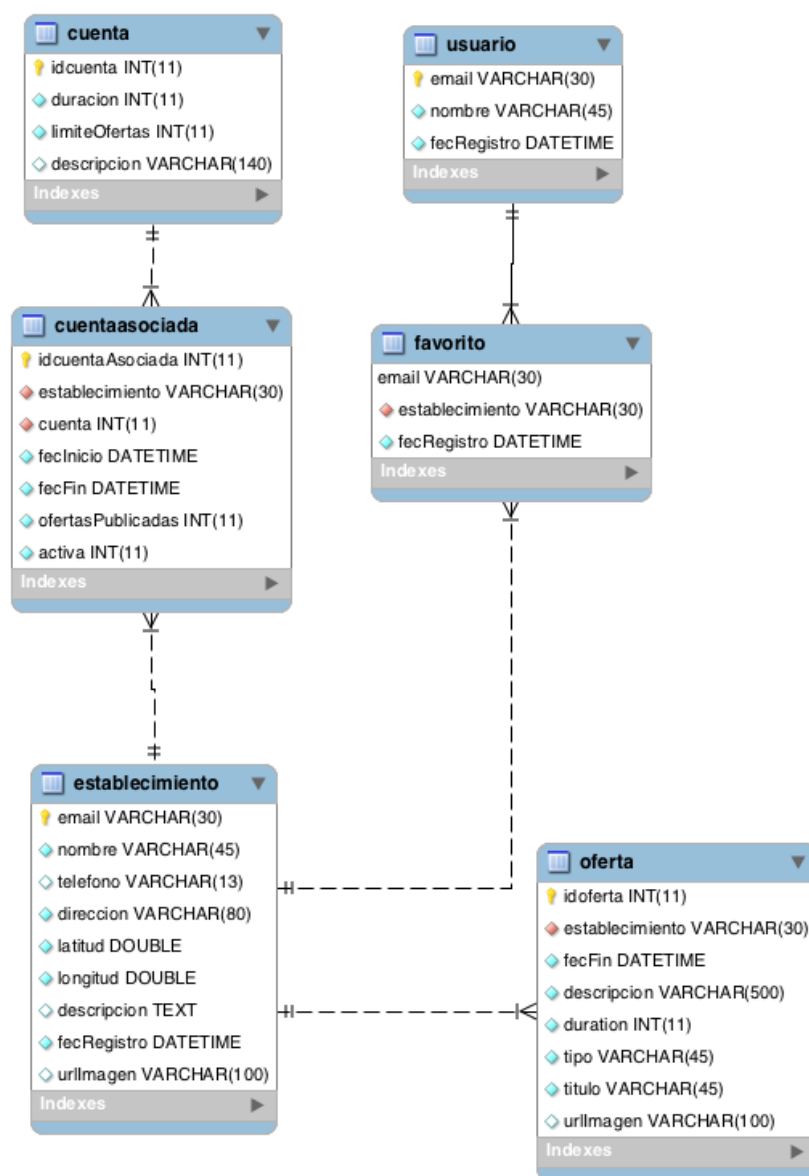 cuenta
idcuenta INT(11)
duracion INT(11)
limiteOfertas INT(11)
descripcion VARCHAR(140)
Indexes
usuario
email VARCHAR(30)
nombre VARCHAR(45)
fecRegistro DATETIME
Indexes
cuentaasociada
idcuentaAsociada INT(11)
establecimiento VARCHAR(30)
cuenta INT(11)
fecInicio DATETIME
fecFin DATETIME
ofertasPublicadas INT(11)
activa INT(11)
Indexes
favorito
email VARCHAR(30)
establecimiento VARCHAR(30)
fecRegistro DATETIME
Indexes
establecimiento
email VARCHAR(30)
nombre VARCHAR(45)
telefono VARCHAR(13)
direccion VARCHAR(80)
latitud DOUBLE
longitud DOUBLE
descripcion TEXT
fecRegistro DATETIME
urlImagen VARCHAR(100)
Indexes
oferta
idoferta INT(11)
establecimiento VARCHAR(30)
fecFin DATETIME
descripcion VARCHAR(500)
duration INT(11)
tipo VARCHAR(45)
titulo VARCHAR(45)
urlImagen VARCHAR(100)
Indexes